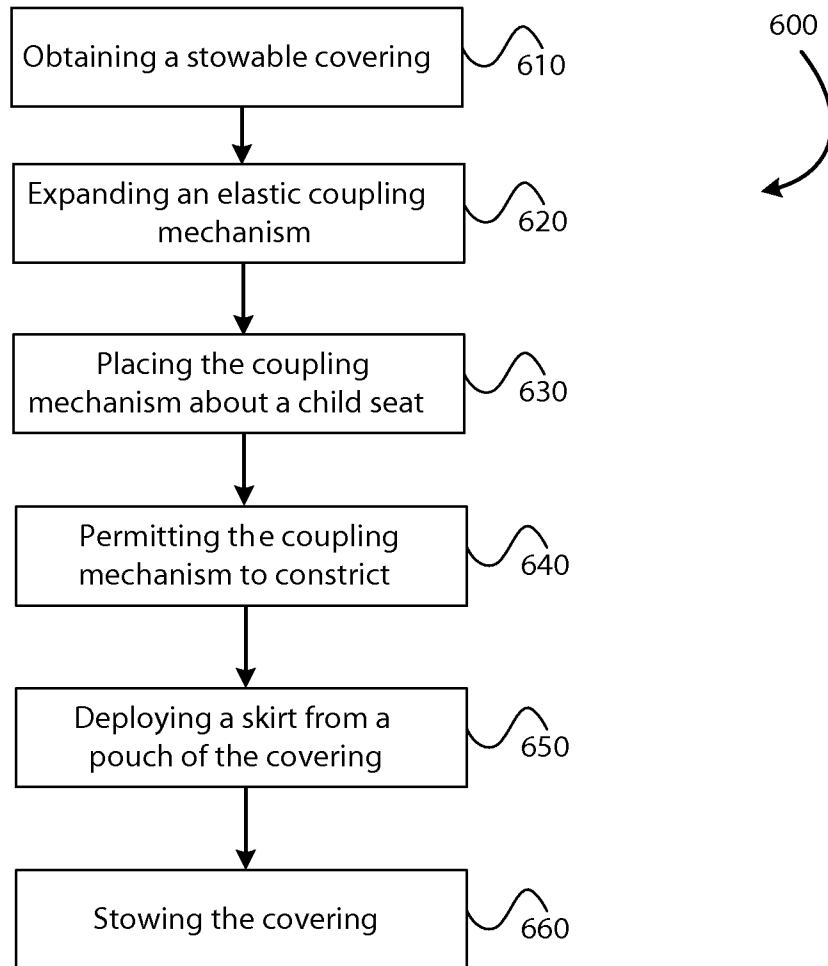 600
Obtaining a stowable covering
610
Expanding an elastic coupling
mechanism
620
Placing the coupling
mechanism about a child seat
630
Permitting the coupling
mechanism to constrict
640
Deploying a skirt from a
pouch of the covering
650
Stowing the covering
660